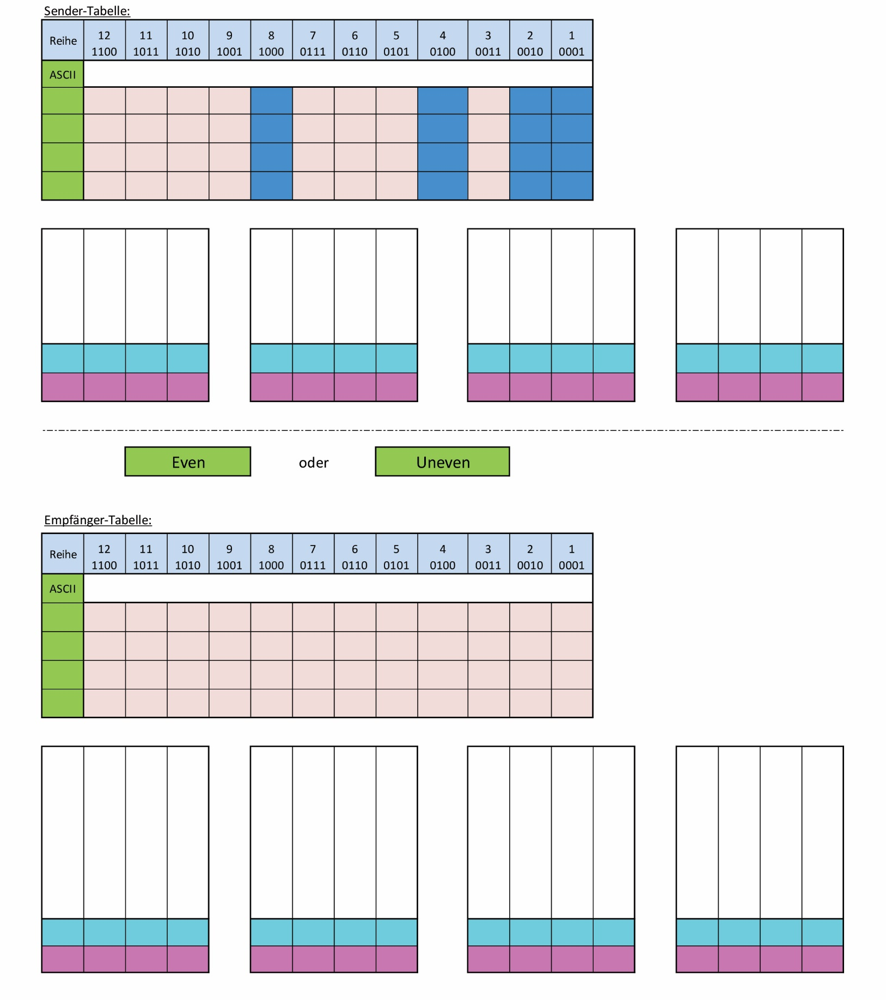 Sender-Tabelle:
Reihe 12 11 10 9 8 7 6 5 4 3 2 1
1100 1011 1010 1001 1000 0111 0110 0101 0100 0011 0010 0001
ASCII
Even oder Uneven
Empfänger-Tabelle:
Reihe 12 11 10 9 8 7 6 5 4 3 2 1
1100 1011 1010 1001 1000 0111 0110 0101 0100 0011 0010 0001
ASCII